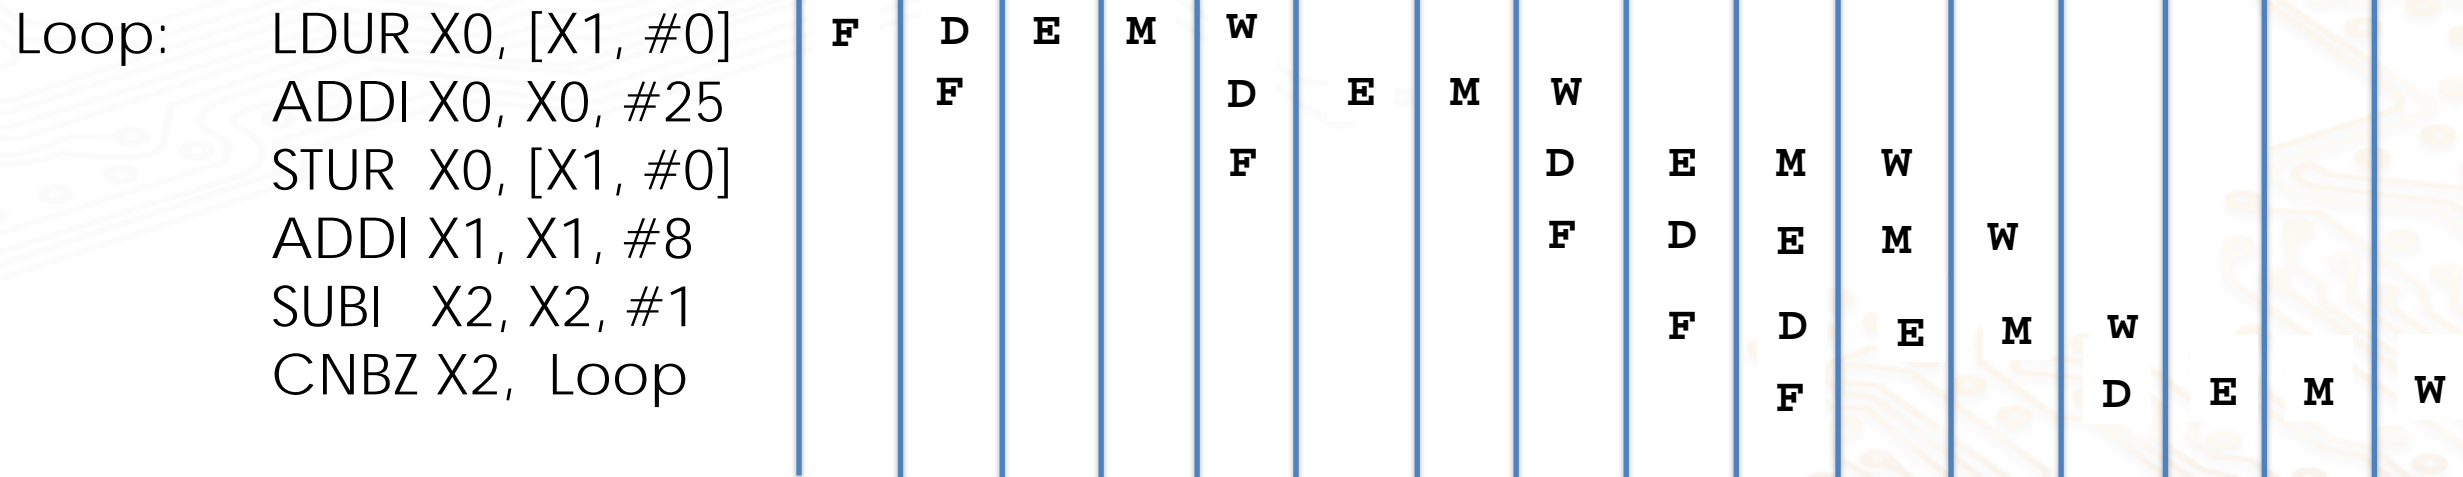 Loop: LDUR X0, [X1, #0] F D E M W
ADDI X0, X0, #25 F D E M W
STUR X0, [X1, #0] F D E M W
ADDI X1, X1, #8 F D E M W
SUBI X2, X2, #1 F D E M W
CNBZ X2, Loop F D E M W